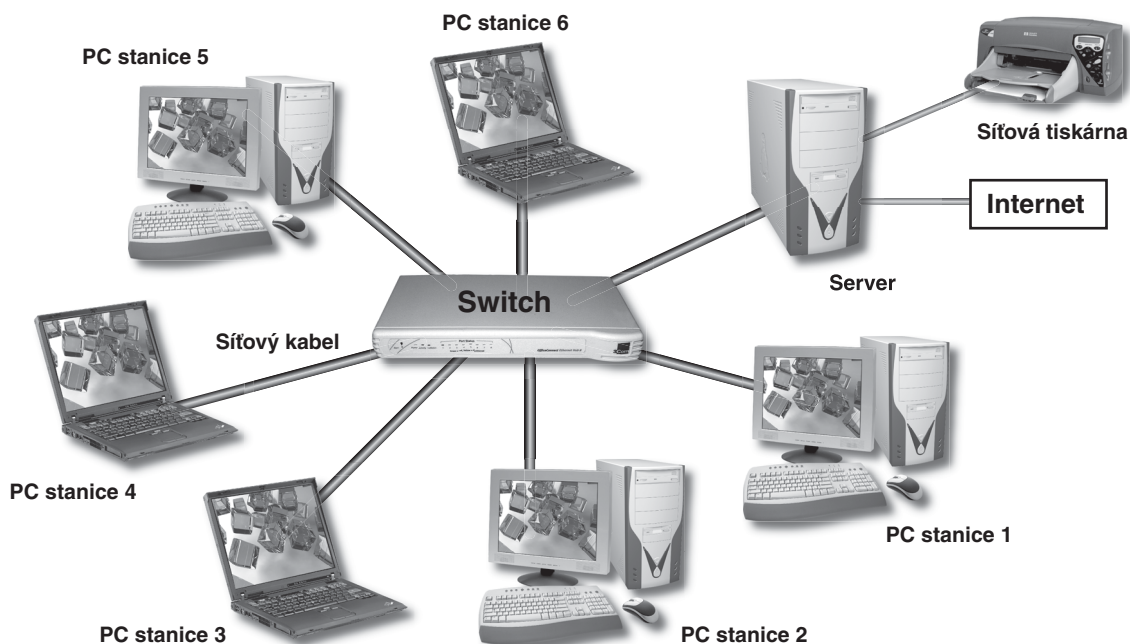 PC stanice 6
PC stanice 5
Síťová tiskárna
Internet
Server
Switch
Síťový kabel
PC stanice 4
PC stanice 1
PC stanice 3
PC stanice 2